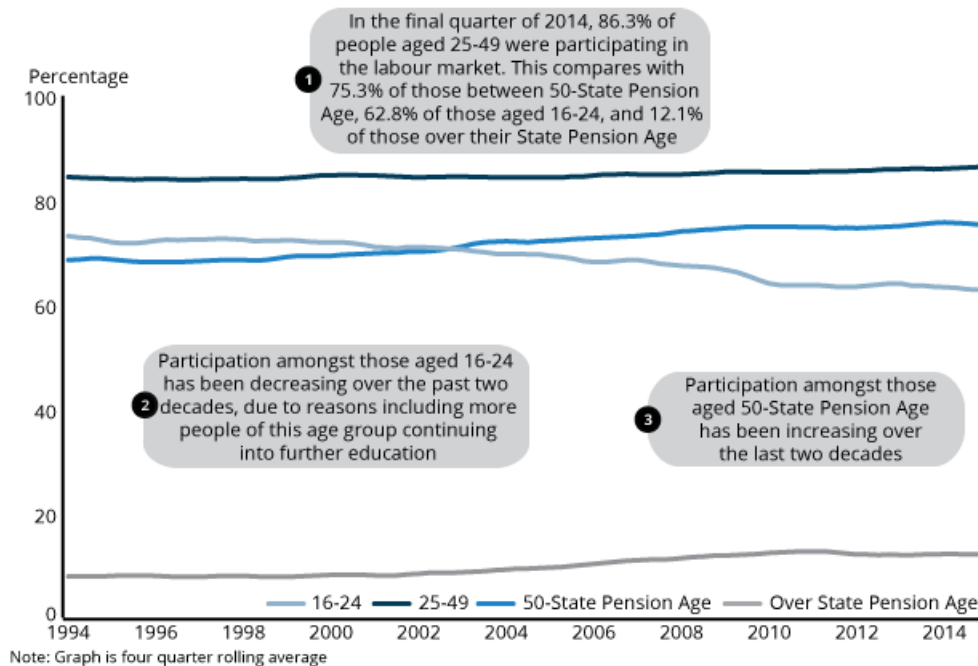 In the final quarter of 2014, 86.3% of
people aged 25-49 were participating in
the labour market. This compares with
75.3% of those between 50-State Pension
Age, 62.8% of those aged 16-24, and 12.1%
of those over their State Pension Age
1
Percentage
100
80
60
40
20
0
Participation amongst those aged 16-24
has been decreasing over the past two
decades, due to reasons including more
people of this age group continuing
into further education
2
Participation amongst those
aged 50-State Pension Age
has been increasing over
the last two decades
3
16-24 25-49 50-State Pension Age Over State Pension Age
1994 1996 1998 2000 2002 2004 2006 2008 2010 2012 2014
Note: Graph is four quarter rolling average